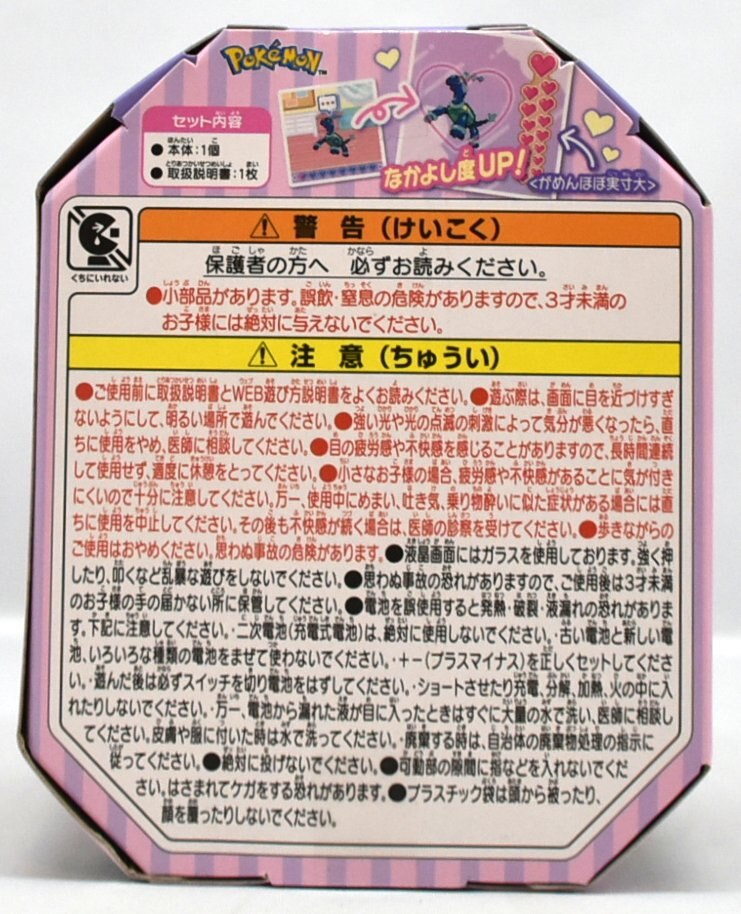 POKéMON™
セット内容
●本体:1個
●取扱説明書:1枚
なかよし度UP!
<がめんほぼ実寸大>
くちにいれない
⚠ 警告(けいこく)
保護者の方へ 必ずお読みください。
●小部品があります。誤飲・窒息の危険がありますので、3才未満の
お子様には絶対に与えないでください。
⚠ 注意(ちゅうい)
●ご使用前に取扱説明書とWEB遊び方説明書をよくお読みください。●遊ぶ際は、画面に目を近づけすぎ
ないようにして、明るい場所で遊んでください。●強い光や光の点滅の刺激によって気分が悪くなったら、直
ちに使用をやめ、医師に相談してください。●目の疲労感や不快感を感じることがありますので、長時間連続
して使用せず、適度に休憩をとってください。●小さなお子様の場合、疲労感や不快感があることに気が付き
にくいので十分に注意してください。万一、使用中にめまい、吐き気、乗り物酔いに似た症状がある場合には直
ちに使用を中止してください。その後も不快感が続く場合は、医師の診察を受けてください。●歩きながらの
ご使用はおやめください。思わぬ事故の危険があります。●液晶画面にはガラスを使用しております。強く押
したり、叩くなど乱暴な遊びをしないでください。●思わぬ事故の恐れがありますので、ご使用後は3才未満
のお子様の手の届かない所に保管してください。●電池を誤使用すると発熱・破裂・液漏れの恐れがありま
す。下記に注意してください。・二次電池(充電式電池)は、絶対に使用しないでください。・古い電池と新しい電
池、いろいろな種類の電池をまぜて使わないでください。・+−(プラスマイナス)を正しくセットしてくださ
い。・遊んだ後は必ずスイッチを切り電池をはずしてください。・ショートさせたり充電、分解、加熱、火の中に入
れたりしないでください。・万一、電池から漏れた液が目に入ったときはすぐに大量の水で洗い、医師に相談し
てください。皮膚や服に付いた時は水で洗ってください。・廃棄する時は、自治体の廃棄物処理の指示に
従ってください。●絶対に投げないでください。●可動部の隙間に指などを入れないでくだ
さい。はさまれてケガをする恐れがあります。●プラスチック袋は頭から被ったり、
顔を覆ったりしないでください。